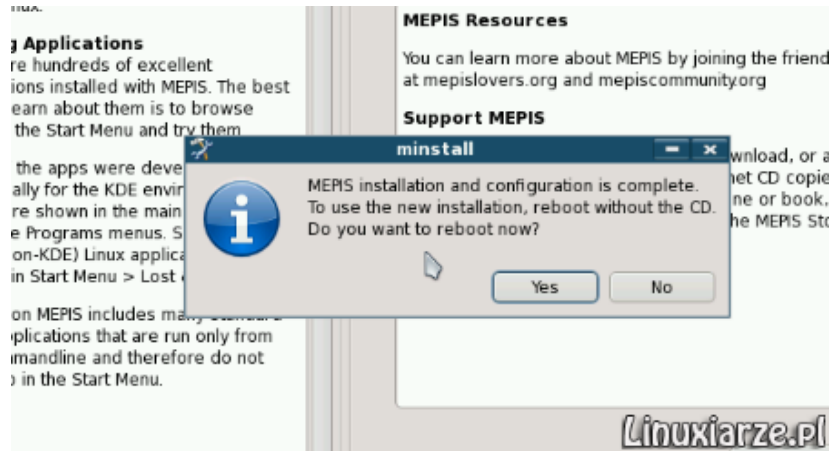 nux.
g Applications
re hundreds of excellent
ions installed with MEPIS. The best
earn about them is to browse
the Start Menu and try them
the apps were deve
ally for the KDE envir
re shown in the main
e Programs menus. S
on-KDE) Linux applica
in Start Menu > Lost
on MEPIS includes many standard
plications that are run only from
mmandline and therefore do not
in the Start Menu.
MEPIS Resources
You can learn more about MEPIS by joining the friend
at mepislovers.org and mepiscommunity.org
Support MEPIS
wnload, or a
net CD copie
ne or book,
he MEPIS Sto
minstall
MEPIS installation and configuration is complete.
To use the new installation, reboot without the CD.
Do you want to reboot now?
Yes
No
Linuxiarze.pl